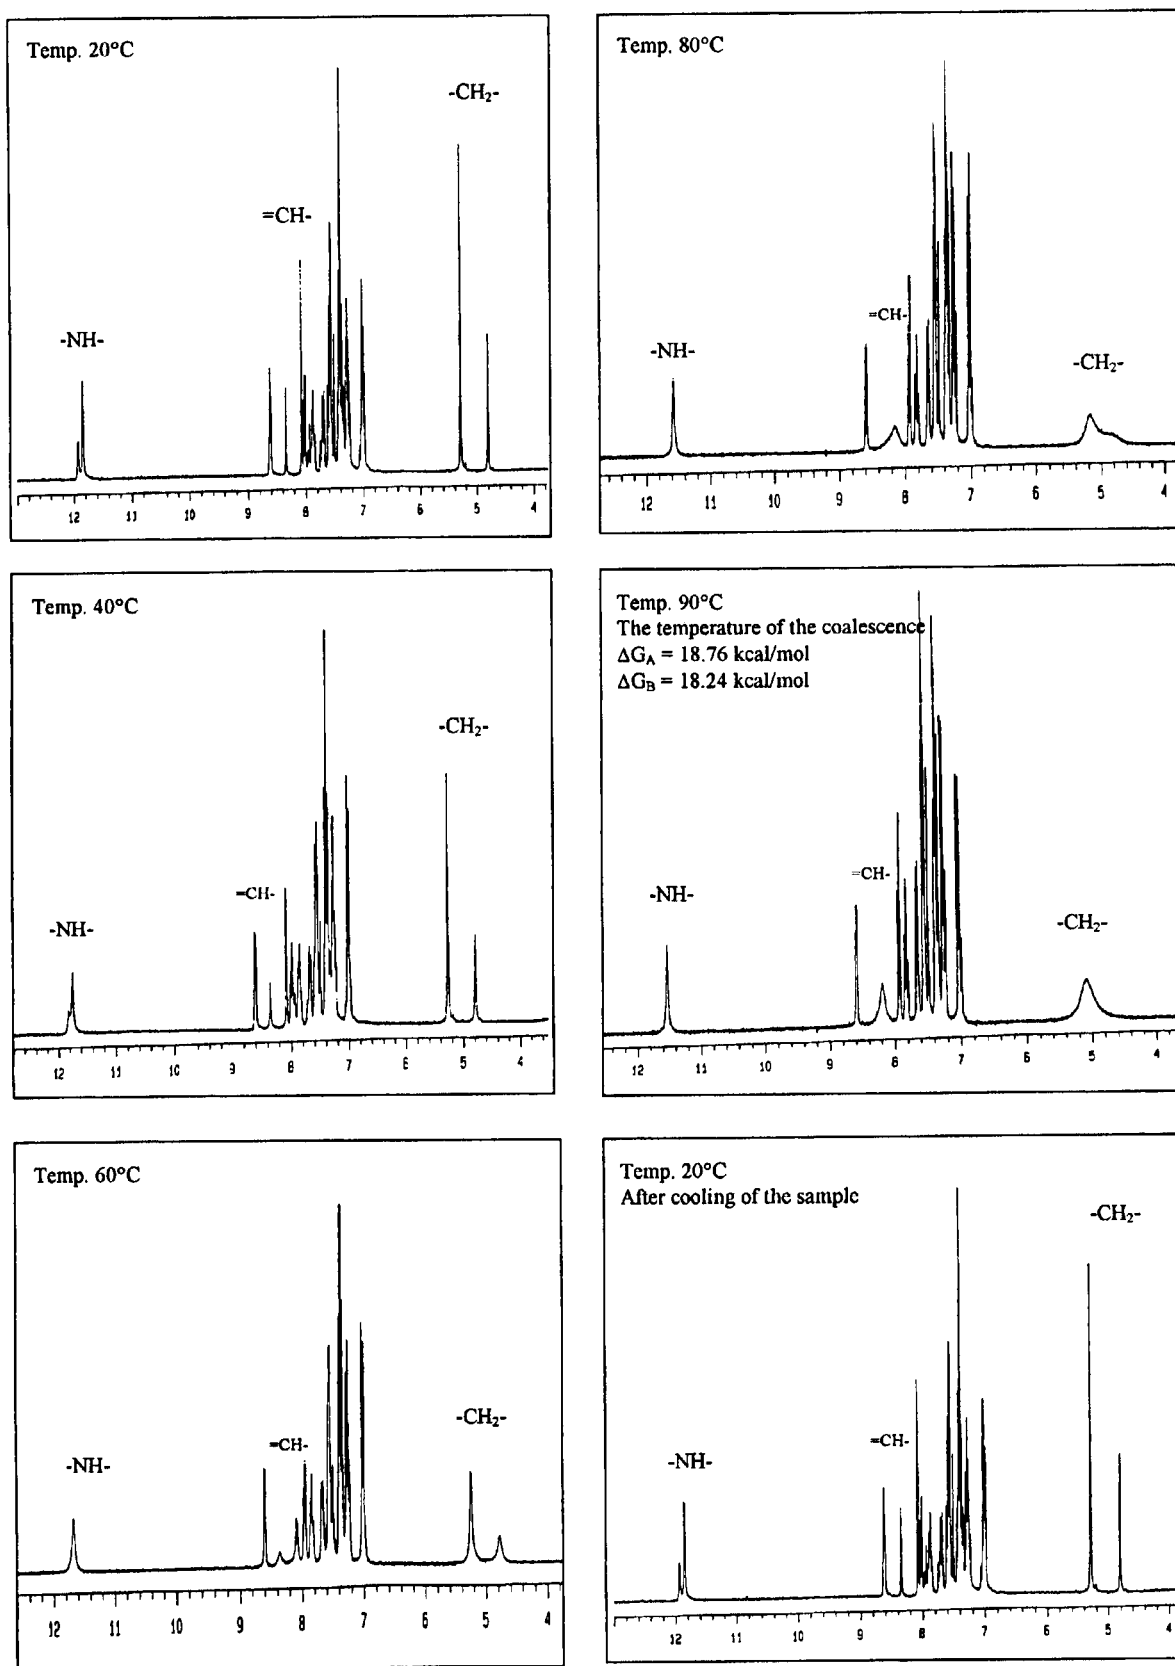 Temp. 20°C
-CH₂-
=CH-
-NH-
12 11 10 9 8 7 6 5 4
Temp. 80°C
=CH-
-NH-
-CH₂-
12 11 10 9 8 7 6 5 4
Temp. 40°C
-CH₂-
=CH-
-NH-
12 11 10 9 8 7 6 5 4
Temp. 90°C
The temperature of the coalescence
ΔG_A = 18.76 kcal/mol
ΔG_B = 18.24 kcal/mol
=CH-
-NH-
-CH₂-
12 11 10 9 8 7 6 5 4
Temp. 60°C
-CH₂-
=CH-
-NH-
12 11 10 9 8 7 6 5 4
Temp. 20°C
After cooling of the sample
-CH₂-
=CH-
-NH-
12 11 10 9 8 7 6 5 4